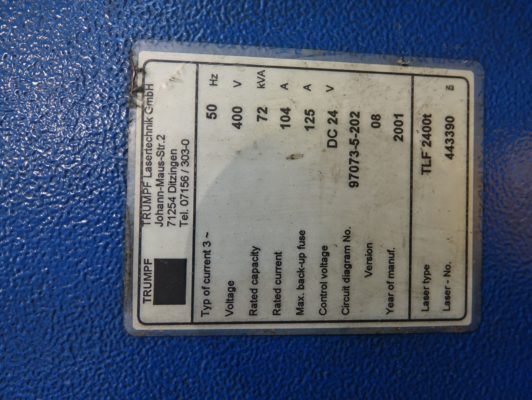 TRUMPF
TRUMPF Lasertechnik GmbH
Johann-Maus-Str.2
71254 Ditzingen
Tel. 07156 / 303-0
Typ of current 3 ~ 50 Hz
Voltage 400 V
Rated capacity 72 kVA
Rated current 104 A
Max. back-up fuse 125 A
Control voltage DC 24 V
Circuit diagram No. 97073-5-202
Version 08
Year of manuf. 2001
Laser type TLF 2400t
Laser - No. 443390